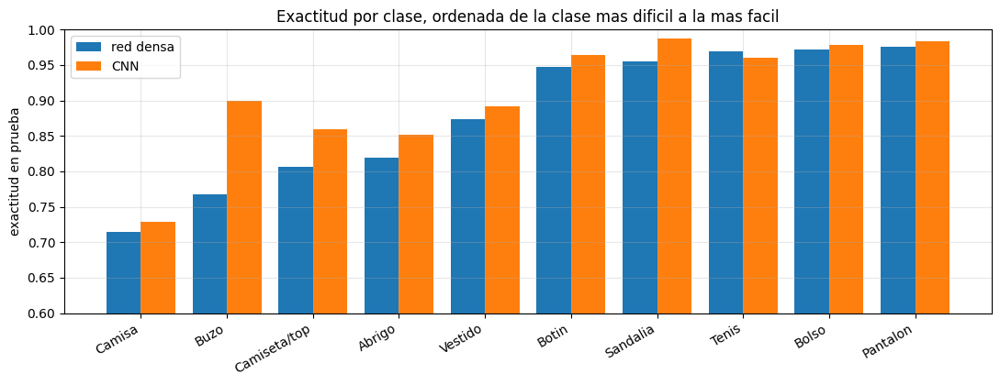 Exactitud por clase, ordenada de la clase mas dificil a la mas facil
red densa
CNN
exactitud en prueba
1.00
0.95
0.90
0.85
0.80
0.75
0.70
0.65
0.60
Camisa
Buzo
Camiseta/top
Abrigo
Vestido
Botin
Sandalia
Tenis
Bolso
Pantalon